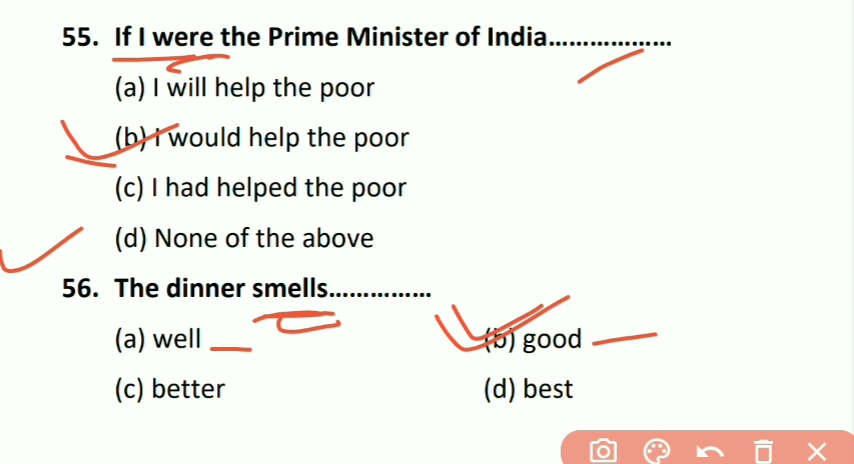 55. If I were the Prime Minister of India..................
(a) I will help the poor
(b) I would help the poor
(c) I had helped the poor
(d) None of the above
56. The dinner smells...............
(a) well (b) good
(c) better (d) best